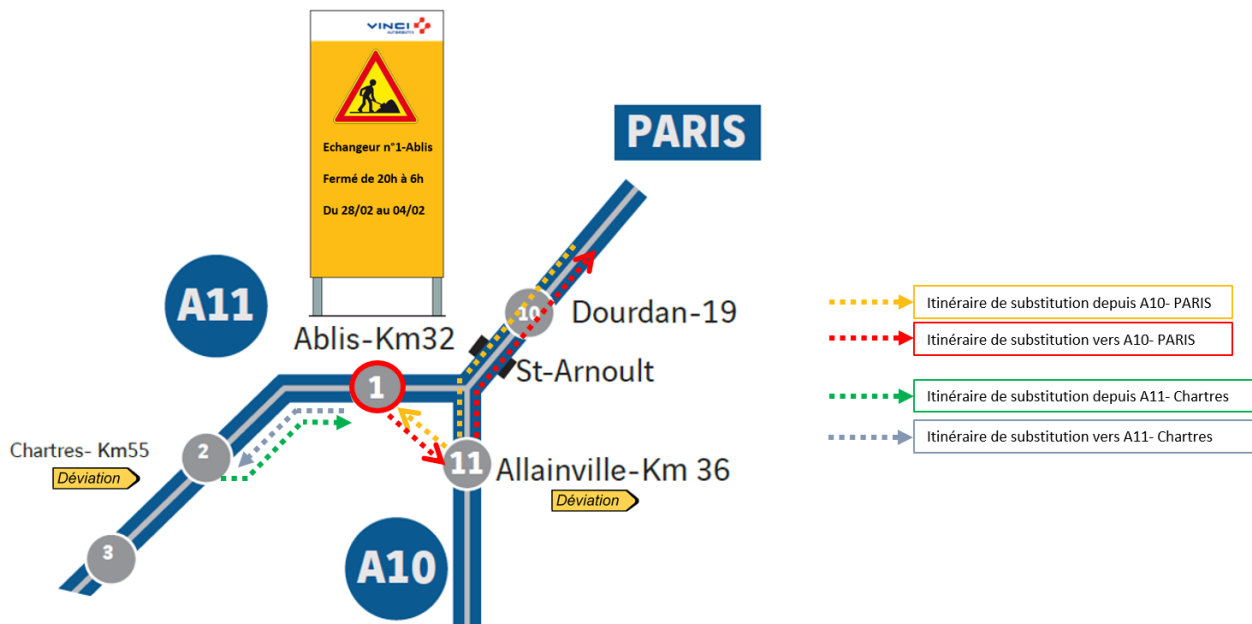 VINCI
AUTOROUTES
Echangeur n°1-Ablis
Fermé de 20h à 6h
Du 28/02 au 04/02
PARIS
A11
10
Dourdan-19
Ablis-Km32
St-Arnoult
1
Chartres- Km55
2
Déviation
11
Allainville-Km 36
Déviation
3
A10
Itinéraire de substitution depuis A10- PARIS
Itinéraire de substitution vers A10- PARIS
Itinéraire de substitution depuis A11- Chartres
Itinéraire de substitution vers A11- Chartres